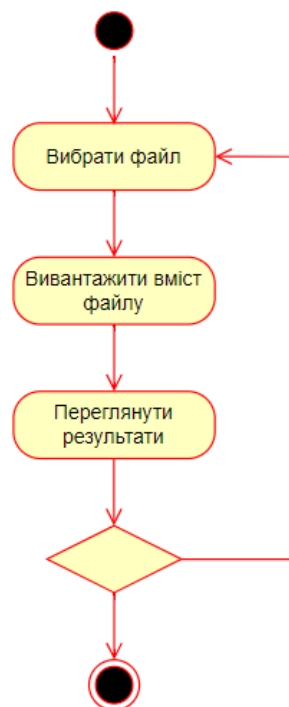 Вибрати файл
Вивантажити вміст
файлу
Переглянути
результати